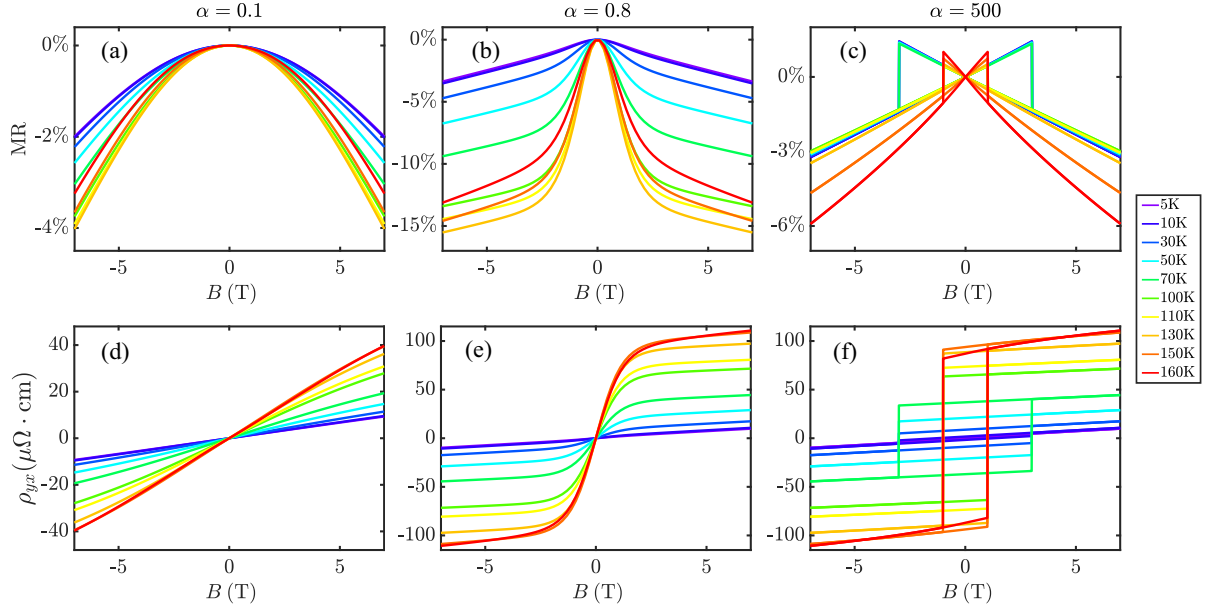 α = 0.1
α = 0.8
α = 500
(a)
(b)
(c)
MR
0%
-2%
-4%
0%
-5%
-10%
-15%
0%
-3%
-6%
-5
0
5
-5
0
5
-5
0
5
B (T)
B (T)
B (T)
5K
10K
30K
50K
70K
100K
110K
130K
150K
160K
(d)
(e)
(f)
ρyx (μΩ · cm)
40
20
0
-20
-40
100
50
0
-50
-100
100
50
0
-50
-100
-5
0
5
-5
0
5
-5
0
5
B (T)
B (T)
B (T)